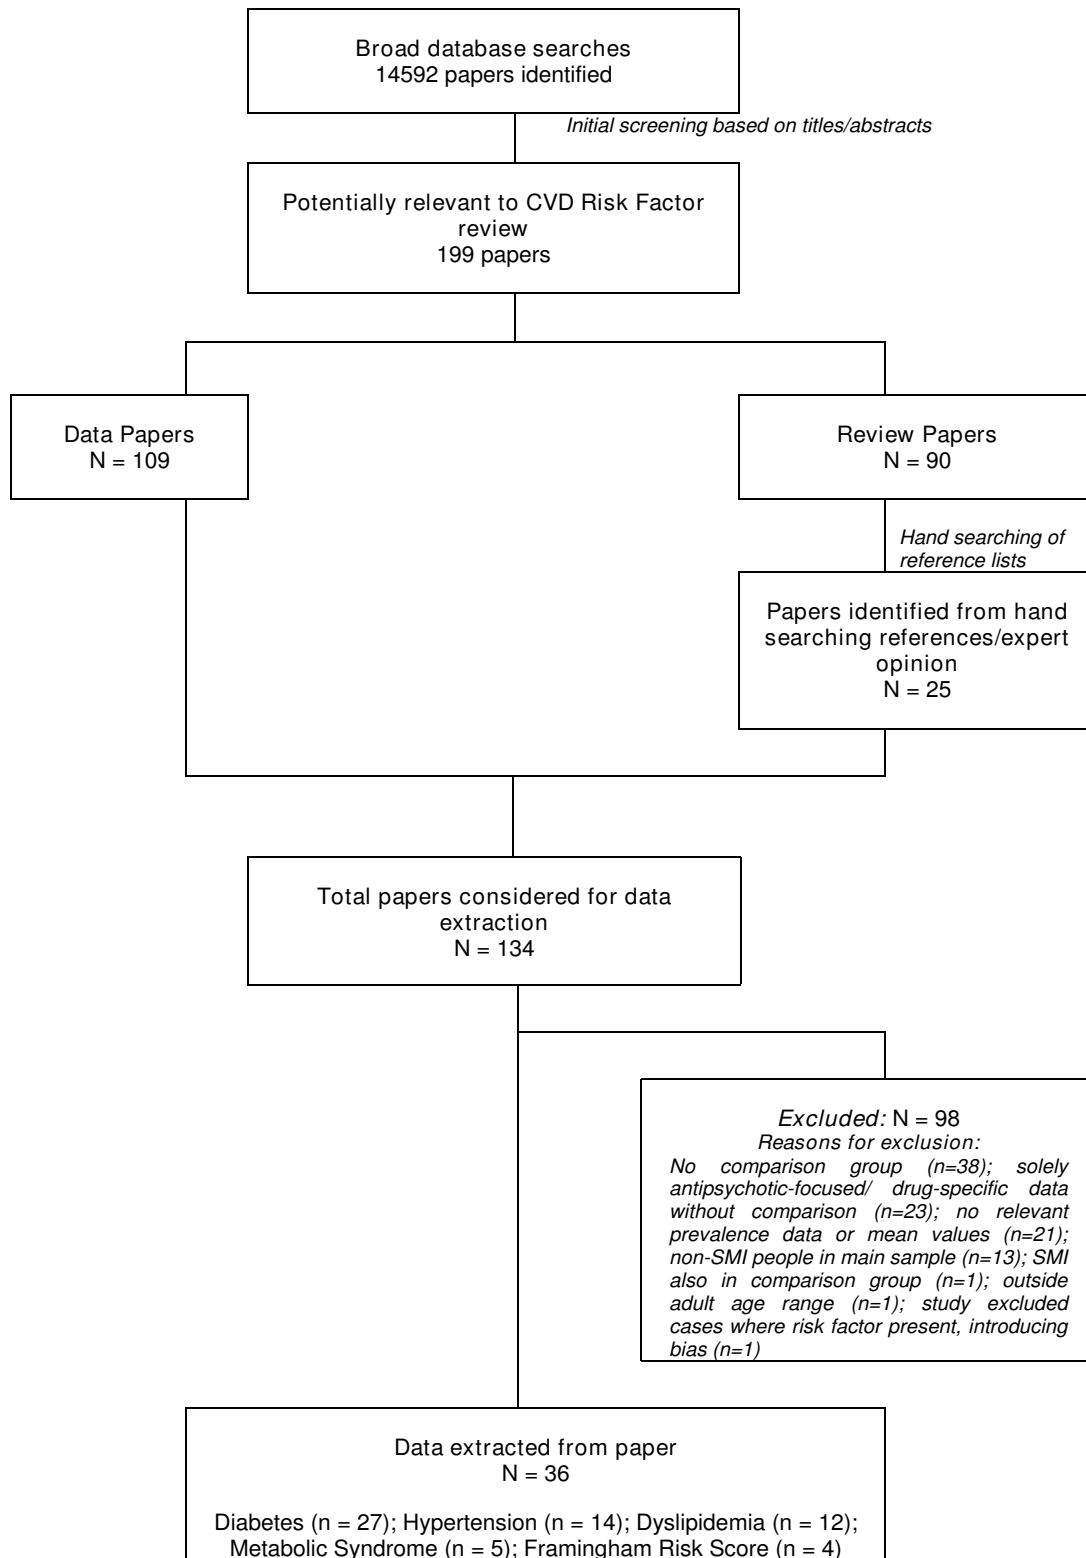 Broad database searches
14592 papers identified
Initial screening based on titles/abstracts
Potentially relevant to CVD Risk Factor
review
199 papers
Data Papers
N = 109
Review Papers
N = 90
Hand searching of
reference lists
Papers identified from hand
searching references/expert
opinion
N = 25
Total papers considered for data
extraction
N = 134
Excluded: N = 98
Reasons for exclusion:
No comparison group (n=38); solely
antipsychotic-focused/ drug-specific data
without comparison (n=23); no relevant
prevalence data or mean values (n=21);
non-SMI people in main sample (n=13); SMI
also in comparison group (n=1); outside
adult age range (n=1); study excluded
cases where risk factor present, introducing
bias (n=1)
Data extracted from paper
N = 36
Diabetes (n = 27); Hypertension (n = 14); Dyslipidemia (n = 12);
Metabolic Syndrome (n = 5); Framingham Risk Score (n = 4)